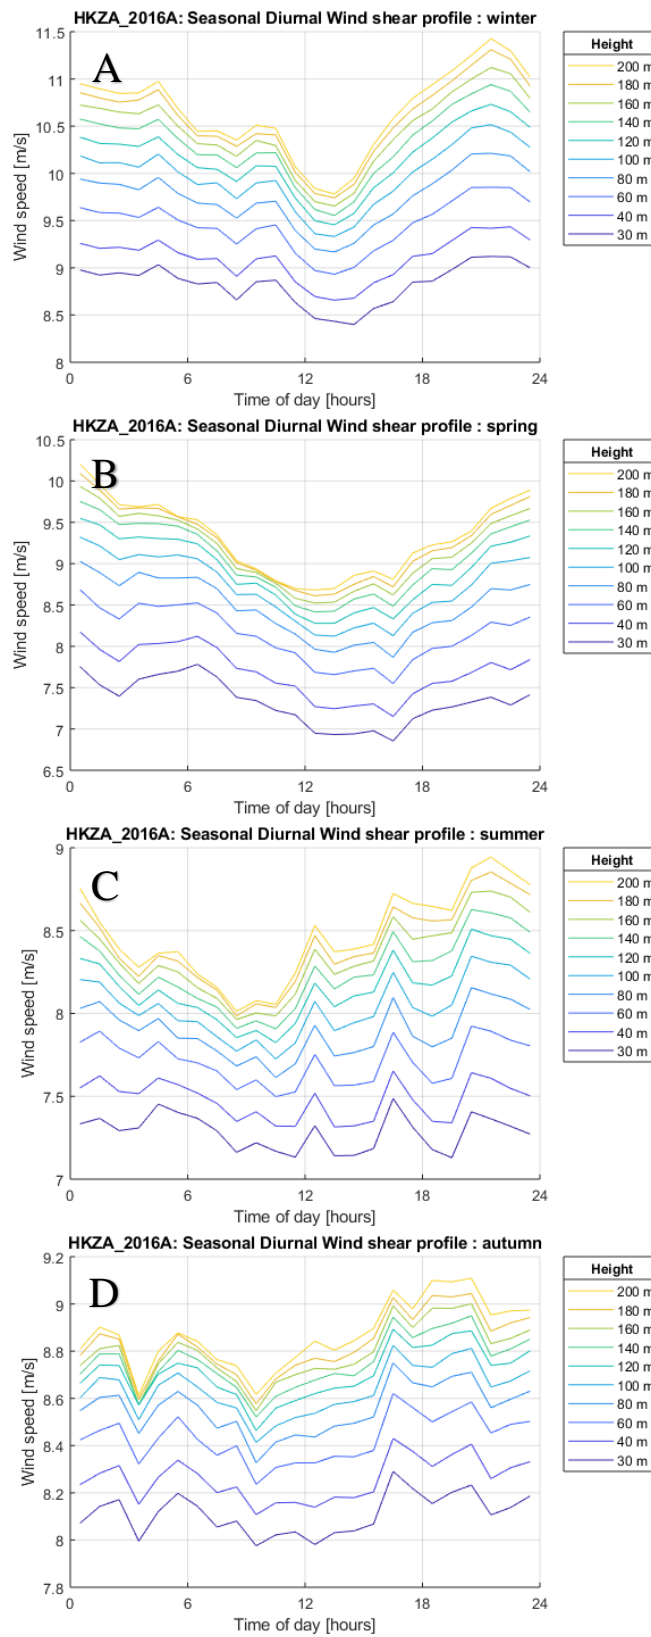 HKZA_2016A: Seasonal Diurnal Wind shear profile : winter
A
11.5
11
10.5
10
9.5
9
8.5
8
Wind speed [m/s]
0 6 12 18 24
Time of day [hours]
Height
200 m
180 m
160 m
140 m
120 m
100 m
80 m
60 m
40 m
30 m
HKZA_2016A: Seasonal Diurnal Wind shear profile : spring
B
10.5
10
9.5
9
8.5
8
7.5
7
6.5
Wind speed [m/s]
0 6 12 18 24
Time of day [hours]
Height
200 m
180 m
160 m
140 m
120 m
100 m
80 m
60 m
40 m
30 m
HKZA_2016A: Seasonal Diurnal Wind shear profile : summer
C
9
8.5
8
7.5
7
Wind speed [m/s]
0 6 12 18 24
Time of day [hours]
Height
200 m
180 m
160 m
140 m
120 m
100 m
80 m
60 m
40 m
30 m
HKZA_2016A: Seasonal Diurnal Wind shear profile : autumn
D
9.2
9
8.8
8.6
8.4
8.2
8
7.8
Wind speed [m/s]
0 6 12 18 24
Time of day [hours]
Height
200 m
180 m
160 m
140 m
120 m
100 m
80 m
60 m
40 m
30 m